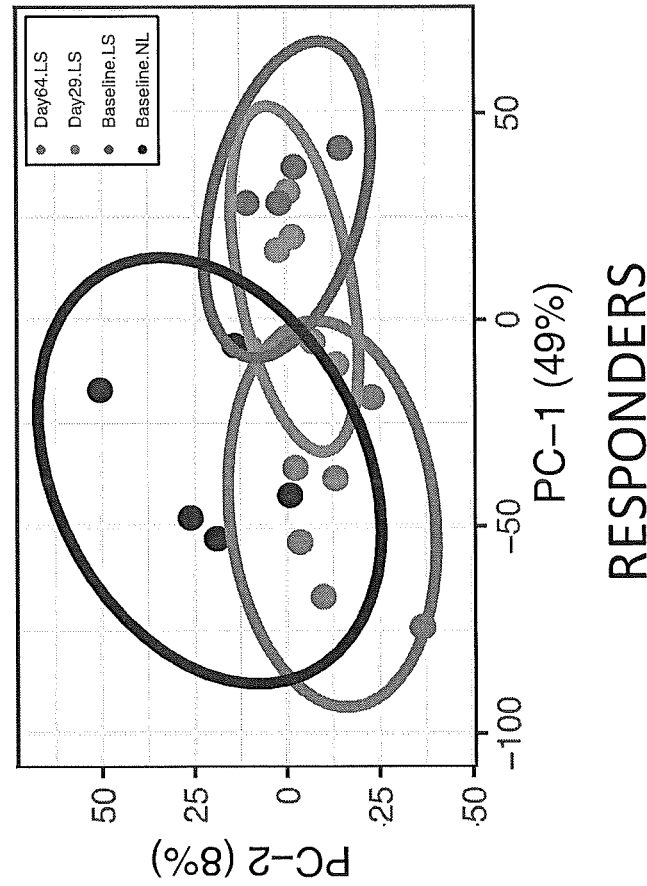 Day64.LS
Day29.LS
Baseline.LS
Baseline.NL
PC–2 (8%)
50
25
0
-25
-50
–100
–50
0
50
PC–1 (49%)
RESPONDERS